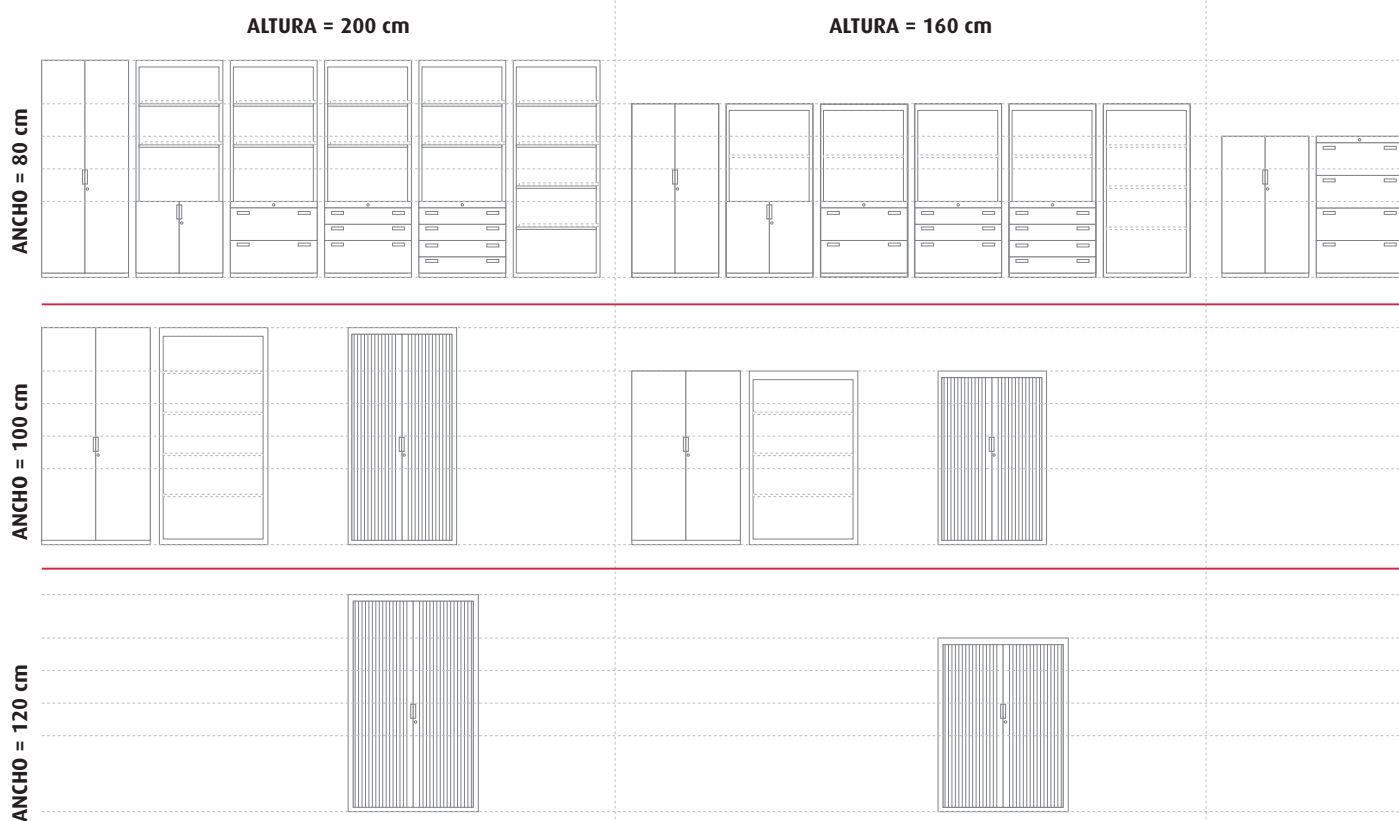 ALTURA = 200 cm
ALTURA = 160 cm
ANCHO = 80 cm
ANCHO = 100 cm
ANCHO = 120 cm